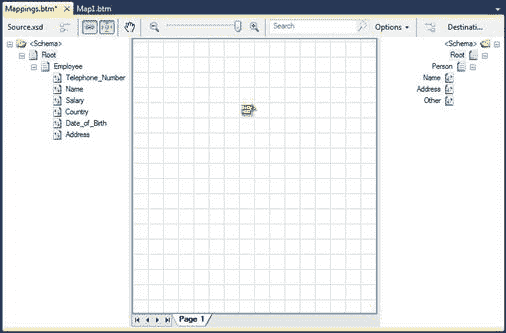 Mappings.btm* Map1.btm
Source.xsd Search Options Destinati...
<Schema> <Schema>
Root Root
Employee Person
Telephone_Number Name
Name Address
Salary Other
Country
Date_of_Birth
Address
Page 1